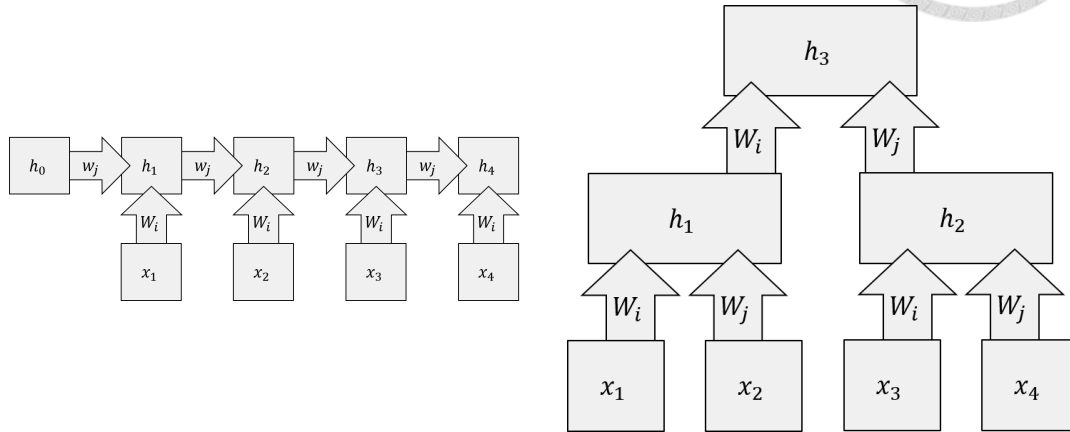 h₀ wⱼ h₁ wⱼ h₂ wⱼ h₃ wⱼ h₄
Wᵢ Wᵢ Wᵢ Wᵢ
x₁ x₂ x₃ x₄
h₃
Wᵢ Wⱼ
h₁ h₂
Wᵢ Wⱼ Wᵢ Wⱼ
x₁ x₂ x₃ x₄